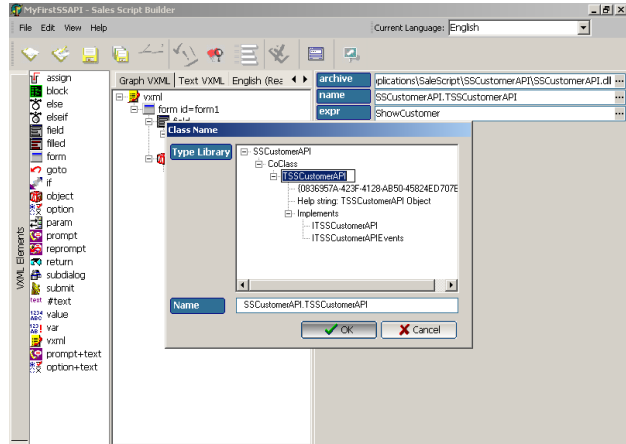 MyFirstSSAPI - Sales Script Builder
File Edit View Help
Current Language: English
Graph VXML Text VXML English (Rea
archive plications\SaleScript\SSCustomerAPI\SSCustomerAPI.dll ...
name SSCustomerAPI.TSSCustomerAPI ...
expr ShowCustomer ...
VXML Elements
assign
block
else
elseif
field
filled
form
goto
if
object
option
param
prompt
reprompt
return
subdialog
submit
#text
value
var
vxml
prompt+text
option+text
vxml
form id=form1
field
Class Name
Type Library
SSCustomerAPI
CoClass
TSSCustomerAPI
{0836957A-423F-4128-AB50-45824ED707E
Help string: TSSCustomerAPI Object
Implements
ITSSCustomerAPI
ITSSCustomerAPIEvents
Name SSCustomerAPI.TSSCustomerAPI
OK Cancel